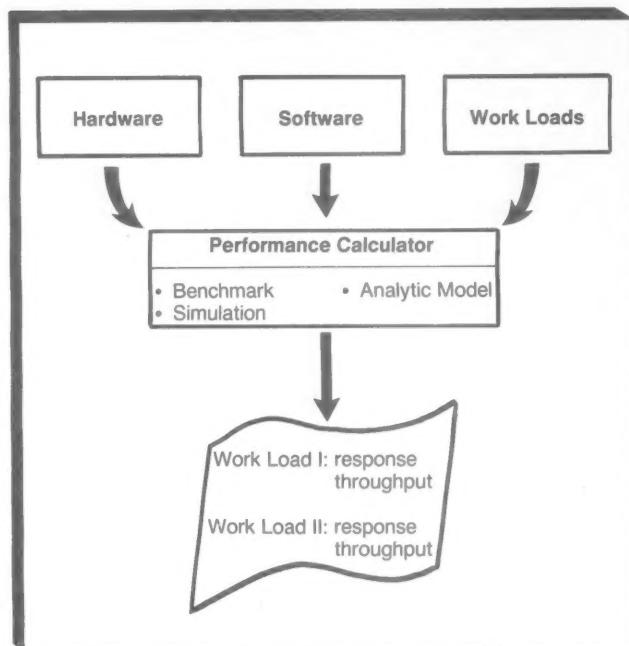 Hardware
Software
Work Loads
Performance Calculator
• Benchmark • Analytic Model
• Simulation
Work Load I: response
throughput
Work Load II: response
throughput